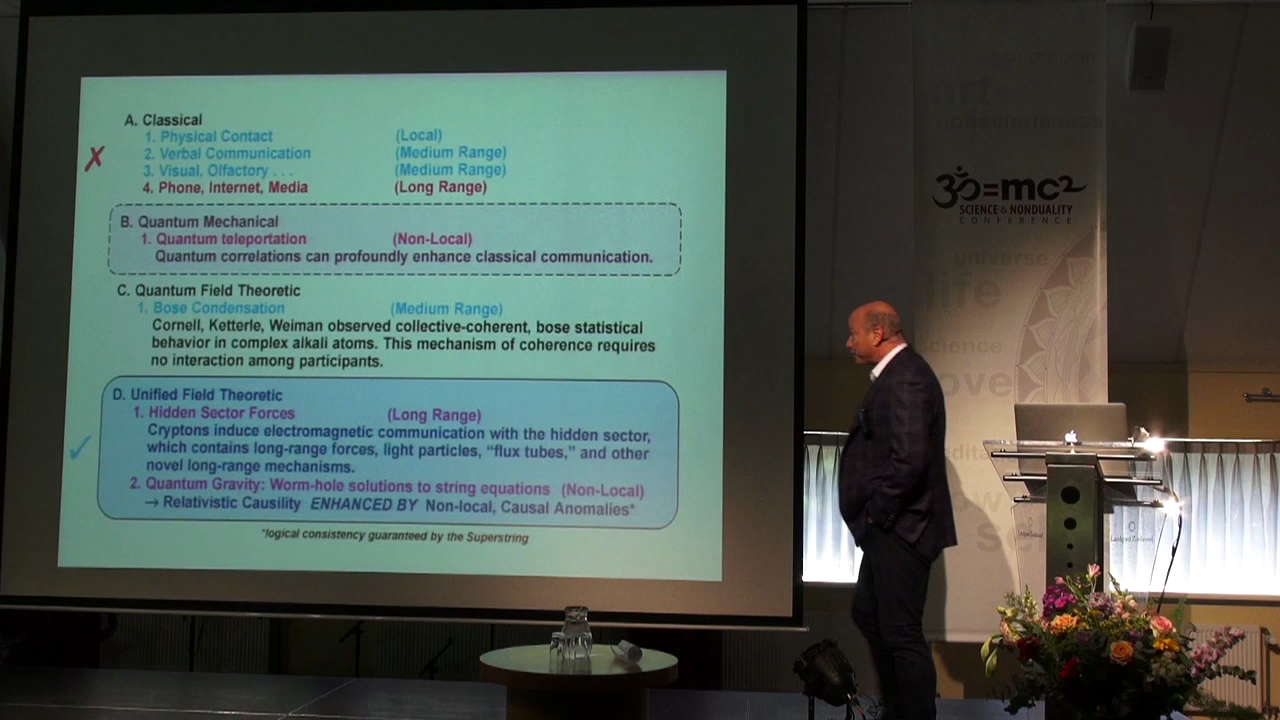 A. Classical
1. Physical Contact (Local)
2. Verbal Communication (Medium Range)
3. Visual, Olfactory . . . (Medium Range)
4. Phone, Internet, Media (Long Range)
B. Quantum Mechanical
1. Quantum teleportation (Non-Local)
Quantum correlations can profoundly enhance classical communication.
C. Quantum Field Theoretic
1. Bose Condensation (Medium Range)
Cornell, Ketterle, Weiman observed collective-coherent, bose statistical
behavior in complex alkali atoms. This mechanism of coherence requires
no interaction among participants.
D. Unified Field Theoretic
1. Hidden Sector Forces (Long Range)
Cryptons induce electromagnetic communication with the hidden sector,
which contains long-range forces, light particles, “flux tubes,” and other
novel long-range mechanisms.
2. Quantum Gravity: Worm-hole solutions to string equations (Non-Local)
→ Relativistic Causility ENHANCED BY Non-local, Causal Anomalies*
*logical consistency guaranteed by the Superstring
art
consciousness
ॐ=mc2
SCIENCE & NONDUALITY
CONFERENCE
universe
life
science
love